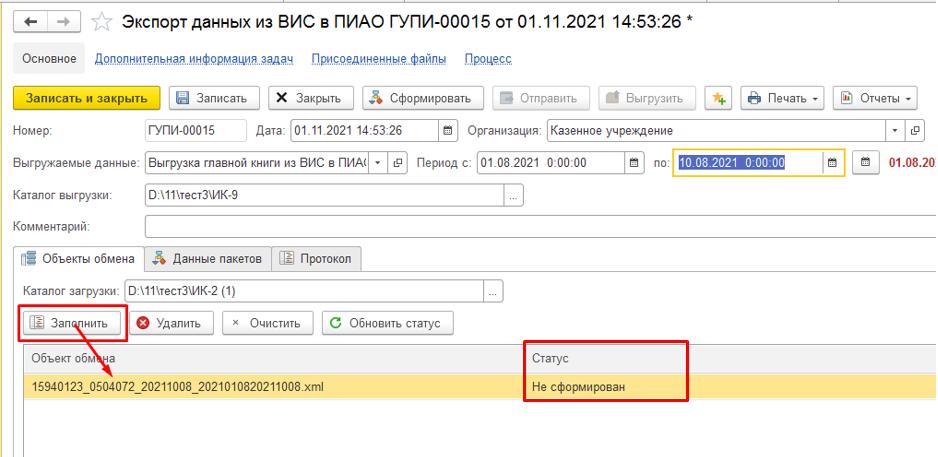 Экспорт данных из ВИС в ПИАО ГУПИ-00015 от 01.11.2021 14:53:26 *
Основное Дополнительная информация задач Присоединенные файлы Процесс
Записать и закрыть Записать Закрыть Сформировать Отправить Выгрузить Печать Отчеты
Номер: ГУПИ-00015 Дата: 01.11.2021 14:53:26 Организация: Казенное учреждение
Выгружаемые данные: Выгрузка главной книги из ВИС в ПИАО Период с: 01.08.2021 0:00:00 по: 10.08.2021 0:00:00 01.08.20
Каталог выгрузки: D:\11\тест3\ИК-9 ...
Комментарий:
Объекты обмена Данные пакетов Протокол
Каталог загрузки: D:\11\тест3\ИК-2 (1) ...
Заполнить Удалить Очистить Обновить статус
Объект обмена Статус
15940123_0504072_20211008_2021010820211008.xml Не сформирован